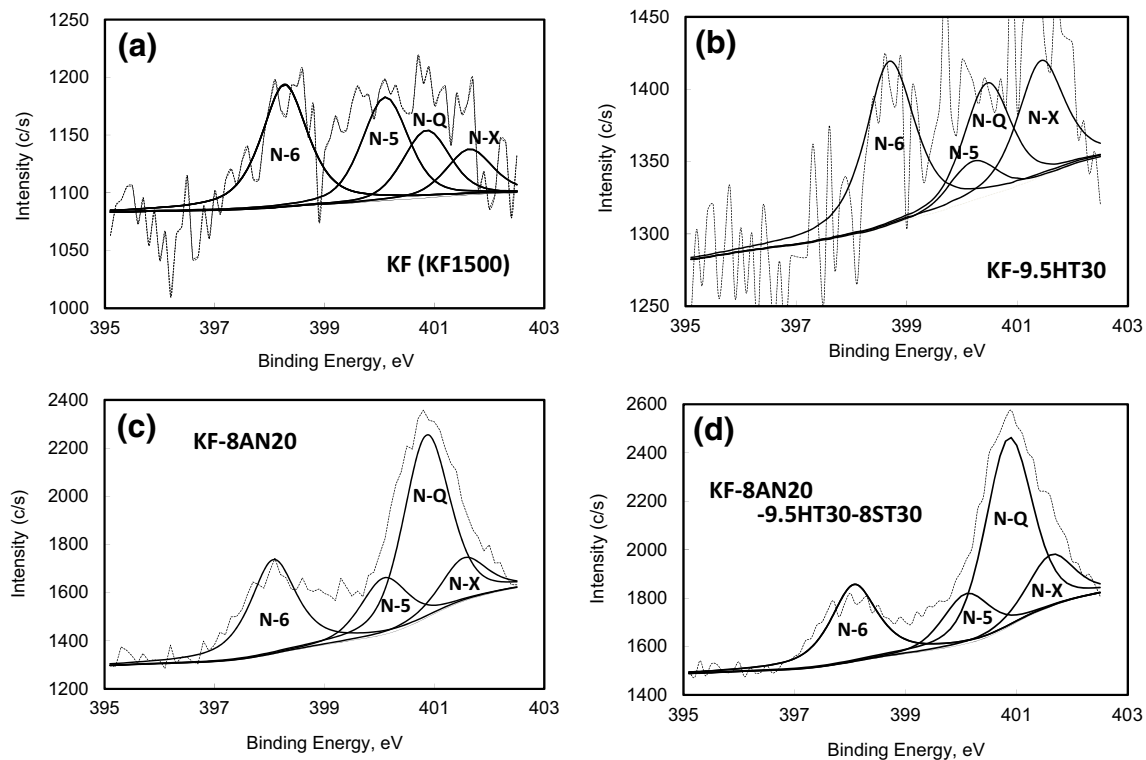 (a)
Intensity (c/s)
1250
1200
1150
1100
1050
1000
N-6
N-5
N-Q
N-X
KF (KF1500)
395
397
399
401
403
Binding Energy, eV
(b)
Intensity (c/s)
1450
1400
1350
1300
1250
N-6
N-5
N-Q
N-X
KF-9.5HT30
395
397
399
401
403
Binding Energy, eV
(c)
KF-8AN20
Intensity (c/s)
2400
2200
2000
1800
1600
1400
1200
N-6
N-5
N-Q
N-X
395
397
399
401
403
Binding Energy, eV
(d)
KF-8AN20
-9.5HT30-8ST30
Intensity (c/s)
2600
2400
2200
2000
1800
1600
1400
N-6
N-5
N-Q
N-X
395
397
399
401
403
Binding Energy, eV